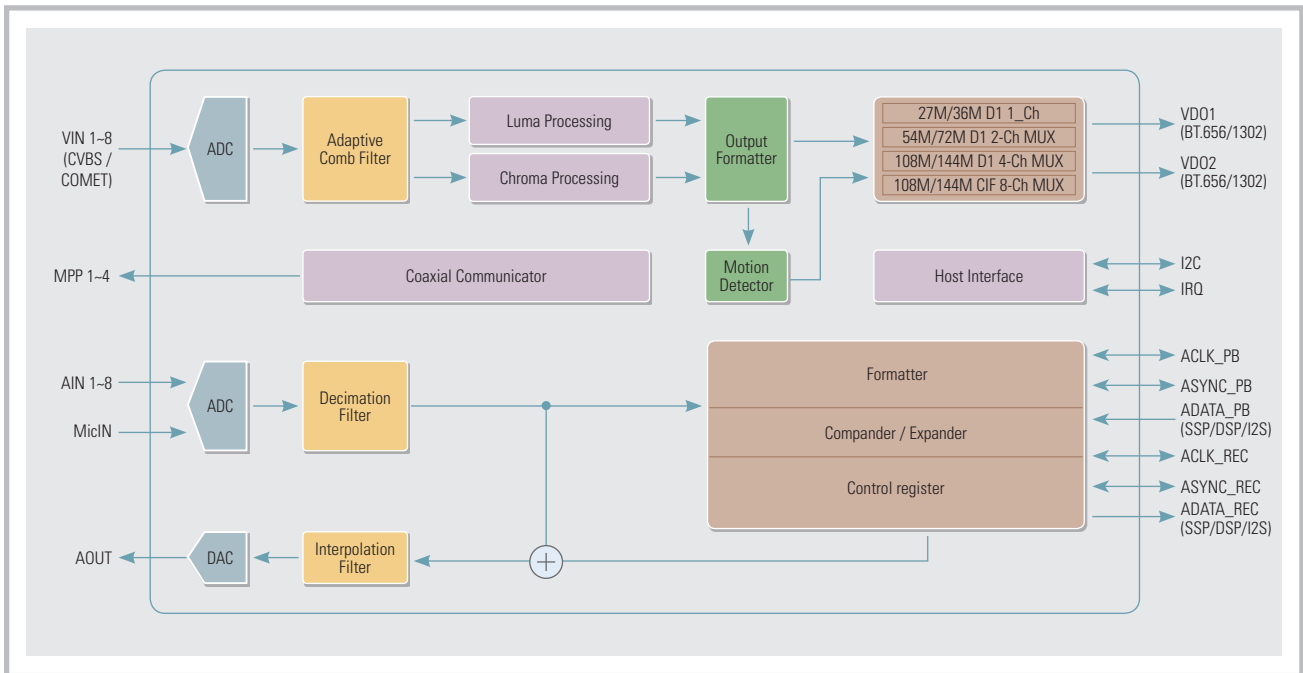 VIN 1~8
(CVBS /
COMET)
ADC
Adaptive
Comb Filter
Luma Processing
Chroma Processing
Output
Formatter
27M/36M D1 1_Ch
54M/72M D1 2-Ch MUX
108M/144M D1 4-Ch MUX
108M/144M CIF 8-Ch MUX
VDO1
(BT.656/1302)
VDO2
(BT.656/1302)
MPP 1~4
Coaxial Communicator
Motion
Detector
Host Interface
I2C
IRQ
AIN 1~8
MicIN
ADC
Decimation
Filter
Formatter
Compander / Expander
Control register
ACLK_PB
ASYNC_PB
ADATA_PB
(SSP/DSP/I2S)
ACLK_REC
ASYNC_REC
ADATA_REC
(SSP/DSP/I2S)
AOUT
DAC
Interpolation
Filter
+